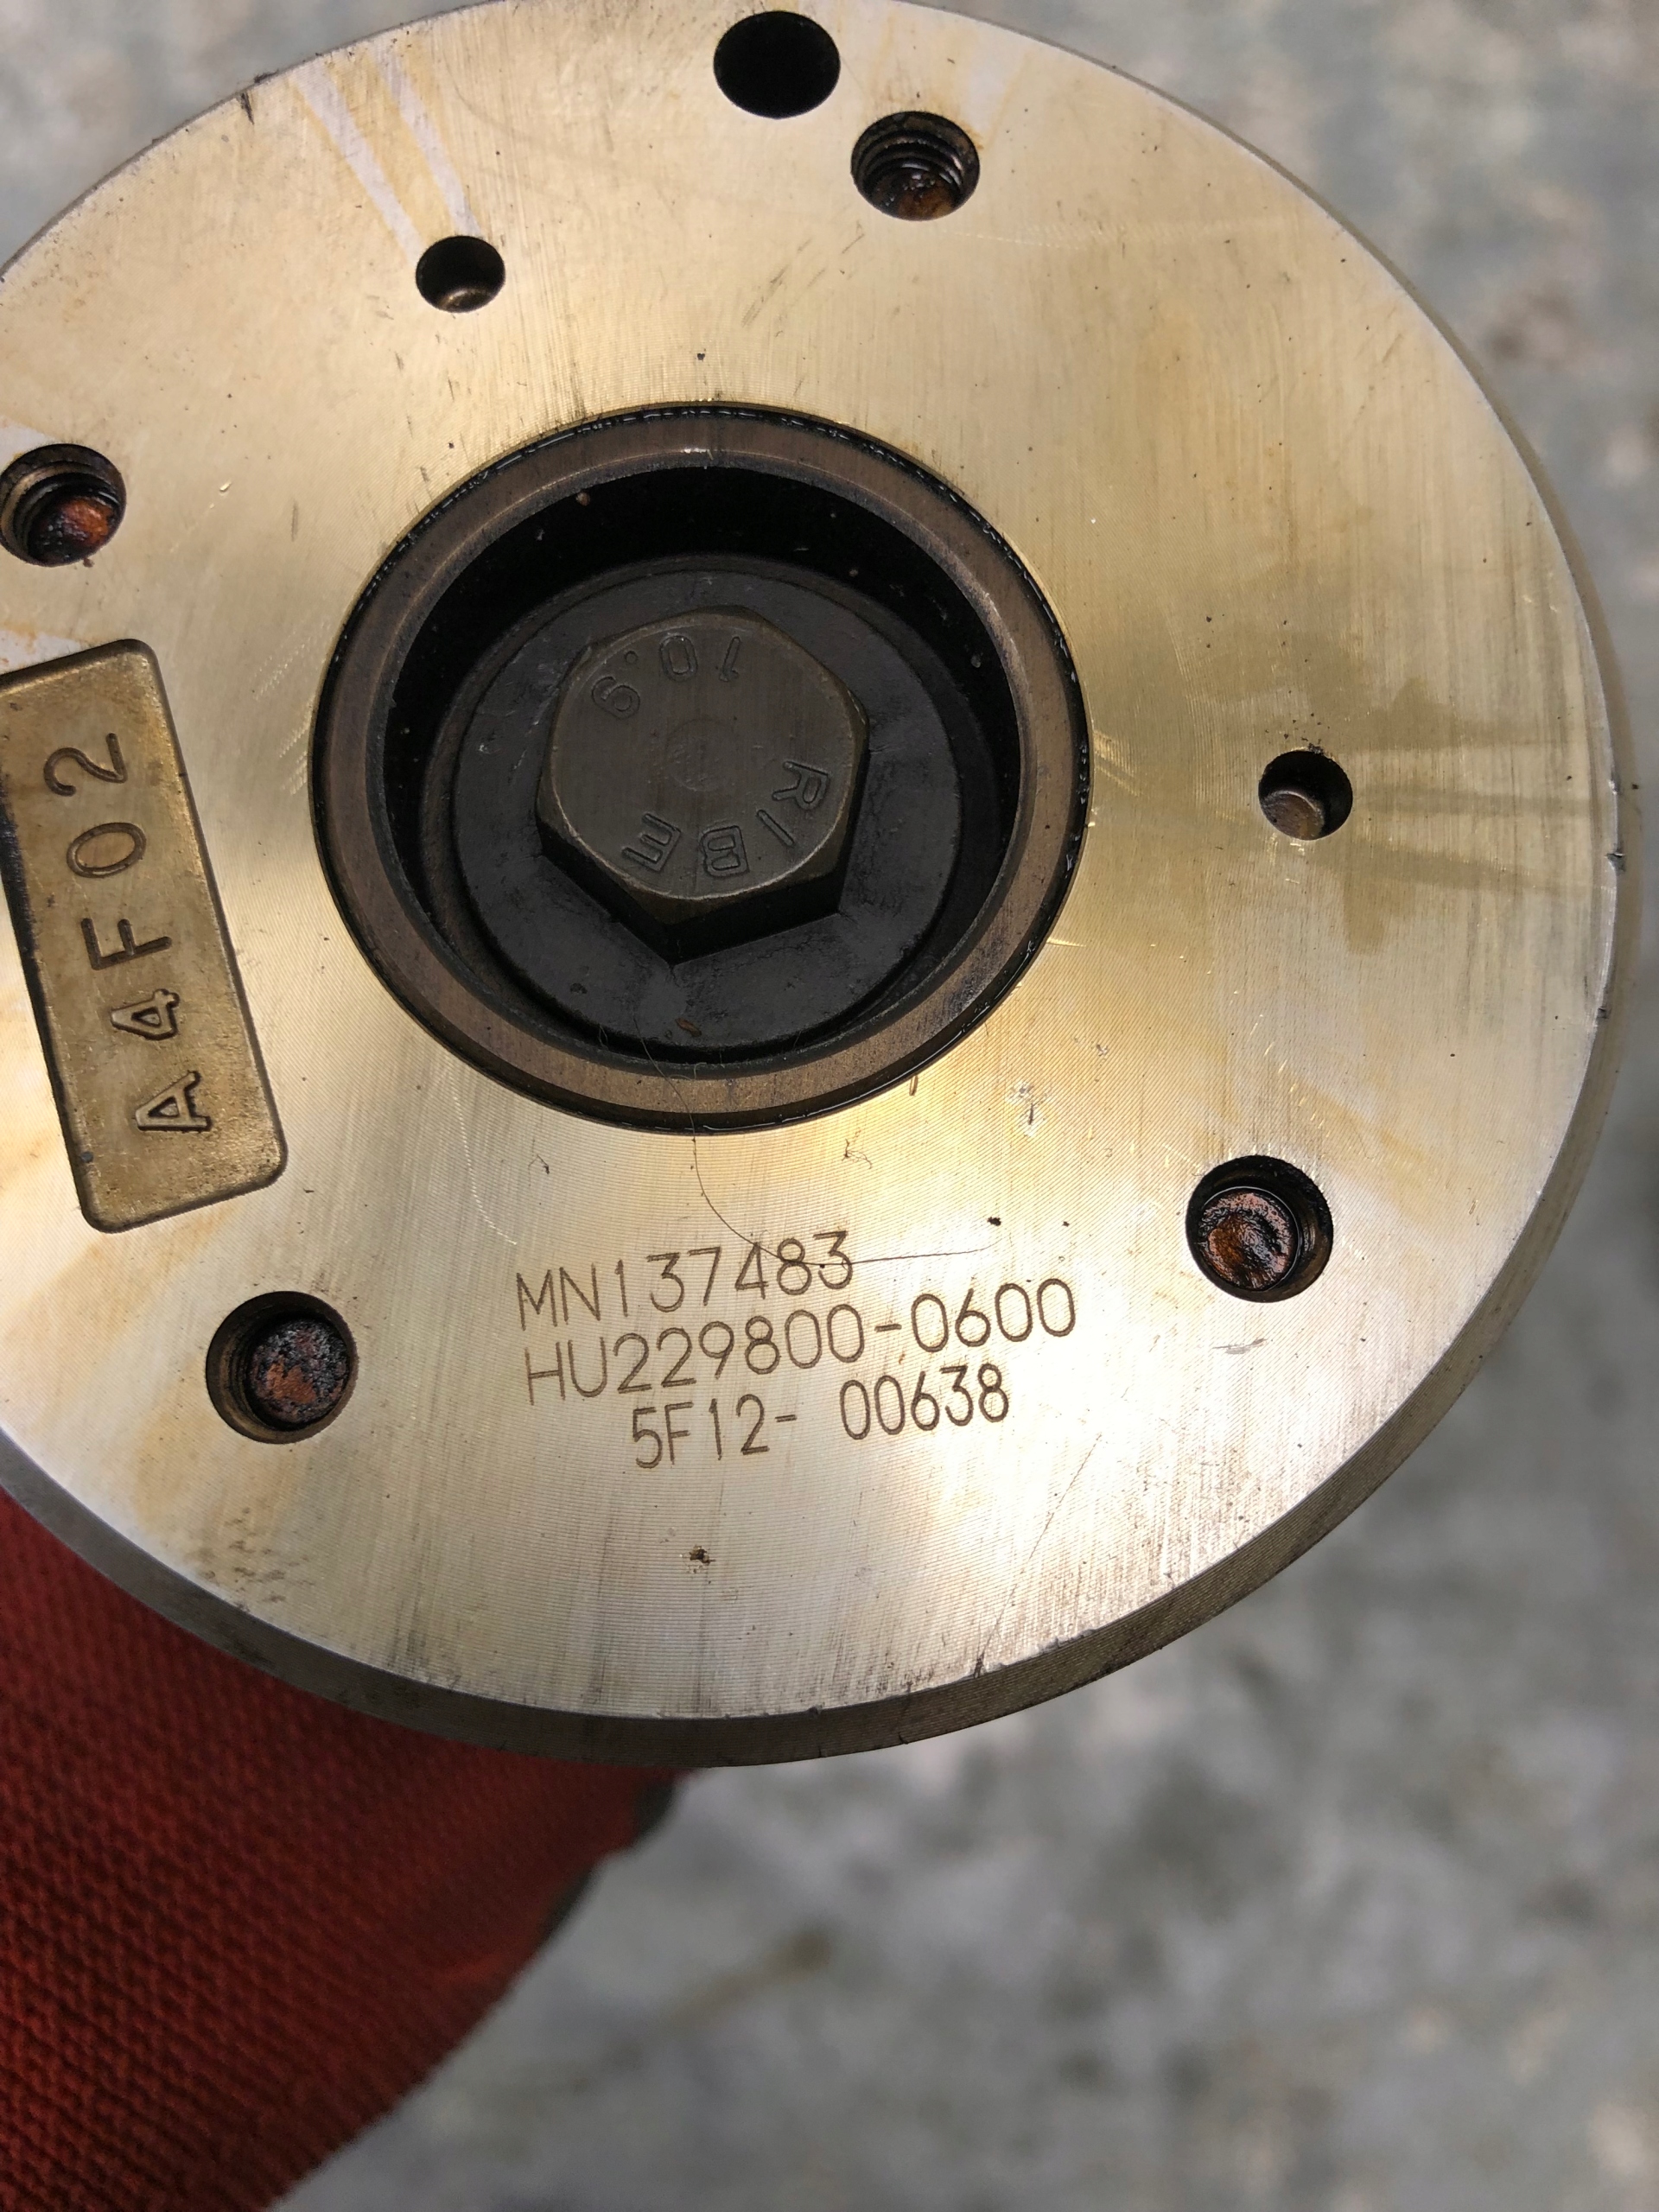 10.9
RIBE
A4F02
MN137483
HU229800-0600
5F12- 00638